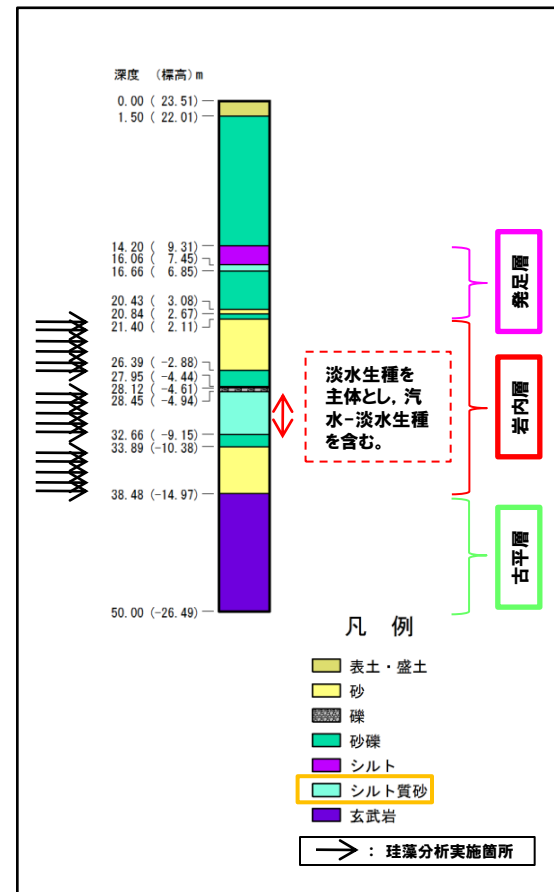 深度 (標高)m
0.00( 23.51)
1.50( 22.01)
14.20( 9.31)
16.06( 7.45)
16.66( 6.85)
20.43( 3.08)
20.84( 2.67)
21.40( 2.11)
26.39( -2.88)
27.95( -4.44)
28.12( -4.61)
28.45( -4.94)
32.66( -9.15)
33.89(-10.38)
38.48(-14.97)
50.00(-26.49)
淡水生種を
主体とし，汽
水-淡水生種
を含む。
発足層
岩内層
古平層
凡 例
表土・盛土
砂
礫
砂礫
シルト
シルト質砂
玄武岩
：珪藻分析実施箇所